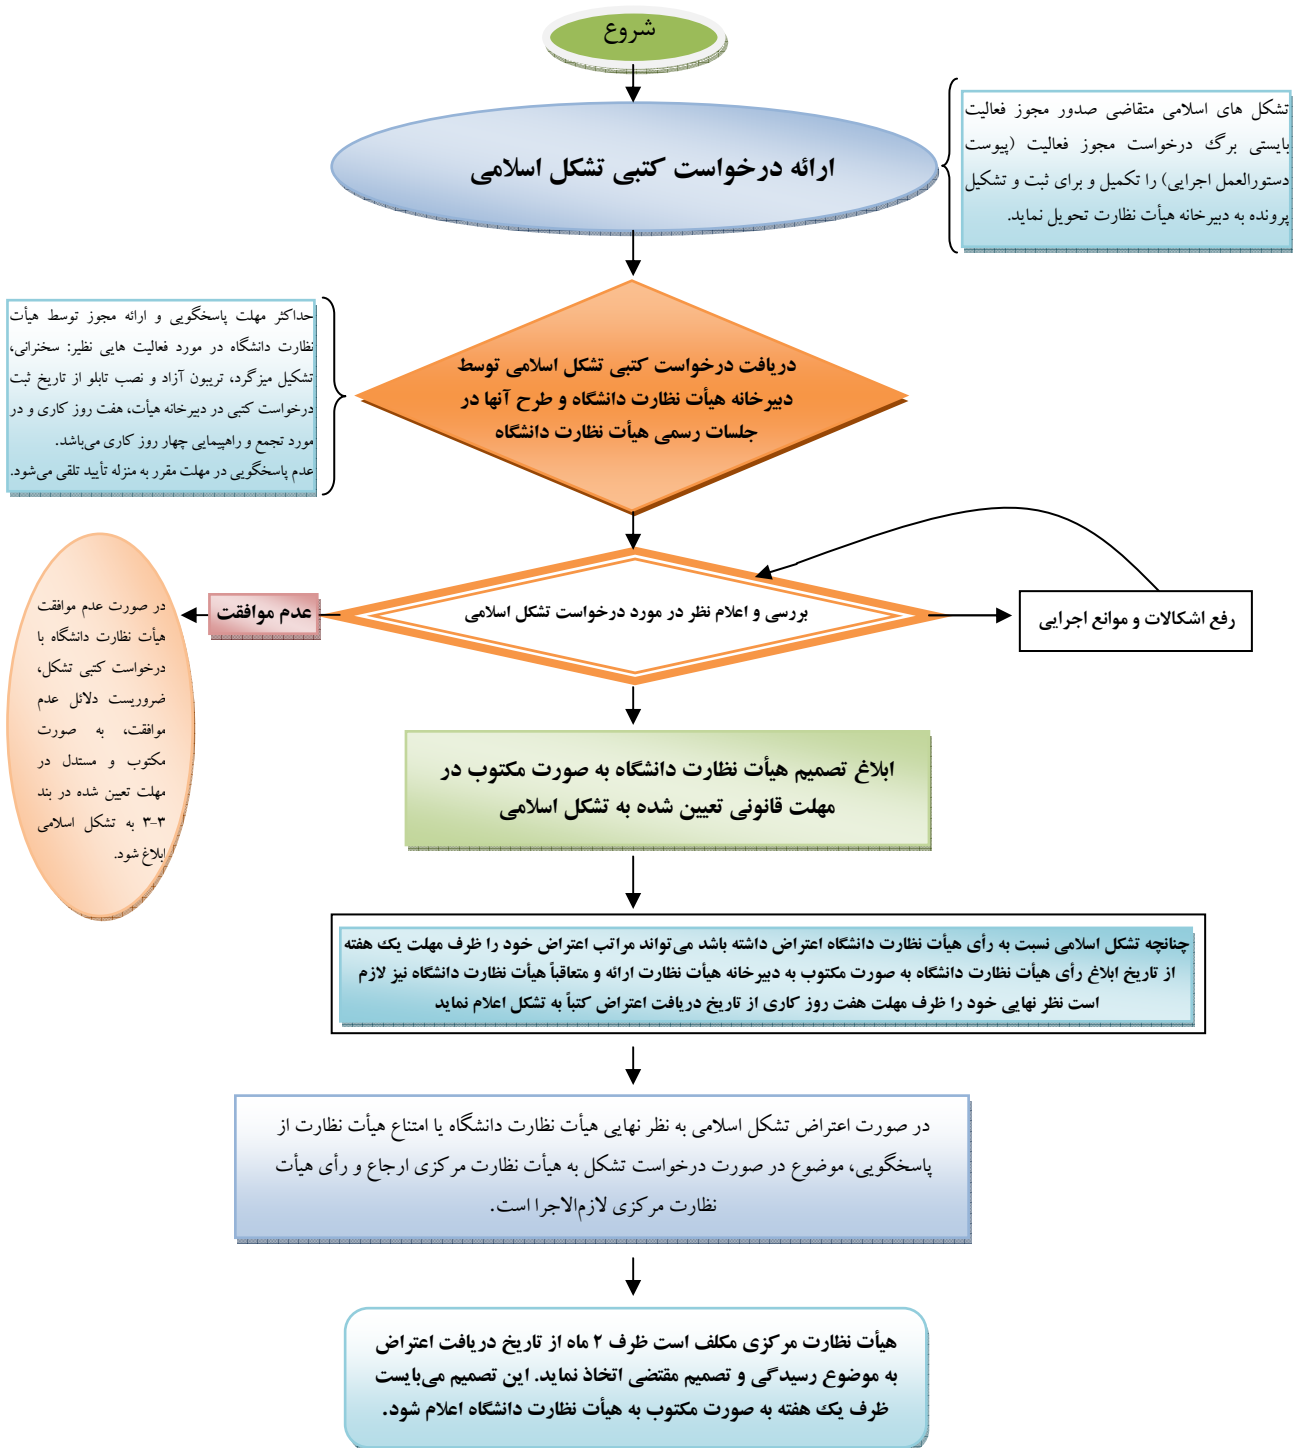 شروع
ارائه درخواست کتبی تشکل اسلامی
تشکل های اسلامی متقاضی صدور مجوز فعالیت
بایستی برگ درخواست مجوز فعالیت (پیوست
دستورالعمل اجرایی) را تکمیل و برای ثبت و تشکیل
پرونده به دبیرخانه هیأت نظارت تحویل نماید.
دریافت درخواست کتبی تشکل اسلامی توسط
دبیرخانه هیأت نظارت دانشگاه و طرح آنها در
جلسات رسمی هیأت نظارت دانشگاه
حداکثر مهلت پاسخگویی و ارائه مجوز توسط هیأت
نظارت دانشگاه در مورد فعالیت هایی نظیر: سخنرانی،
تشکیل میزگرد، تریبون آزاد و نصب تابلو از تاریخ ثبت
درخواست کتبی در دبیرخانه هیأت، هفت روز کاری و در
مورد تجمع و راهپیمایی چهار روز کاری می‌باشد.
عدم پاسخگویی در مهلت مقرر به منزله تأیید تلقی می‌شود.
بررسی و اعلام نظر در مورد درخواست تشکل اسلامی
رفع اشکالات و موانع اجرایی
عدم موافقت
در صورت عدم موافقت
هیأت نظارت دانشگاه با
درخواست کتبی تشکل،
ضروریست دلائل عدم
موافقت، به صورت
مکتوب و مستدل در
مهلت تعیین شده در بند
۳-۳ به تشکل اسلامی
ابلاغ شود.
ابلاغ تصمیم هیأت نظارت دانشگاه به صورت مکتوب در
مهلت قانونی تعیین شده به تشکل اسلامی
چنانچه تشکل اسلامی نسبت به رأی هیأت نظارت دانشگاه اعتراض داشته باشد می‌تواند مراتب اعتراض خود را ظرف مهلت یک هفته
از تاریخ ابلاغ رأی هیأت نظارت دانشگاه به صورت مکتوب به دبیرخانه هیأت نظارت ارائه و متعاقباً هیأت نظارت دانشگاه نیز لازم
است نظر نهایی خود را ظرف مهلت هفت روز کاری از تاریخ دریافت اعتراض کتباً به تشکل اعلام نماید
در صورت اعتراض تشکل اسلامی به نظر نهایی هیأت نظارت دانشگاه یا امتناع هیأت نظارت از
پاسخگویی، موضوع در صورت درخواست تشکل به هیأت نظارت مرکزی ارجاع و رأی هیأت
نظارت مرکزی لازم‌الاجرا است.
هیأت نظارت مرکزی مکلف است ظرف ۲ ماه از تاریخ دریافت اعتراض
به موضوع رسیدگی و تصمیم مقتضی اتخاذ نماید. این تصمیم می‌بایست
ظرف یک هفته به صورت مکتوب به هیأت نظارت دانشگاه اعلام شود.